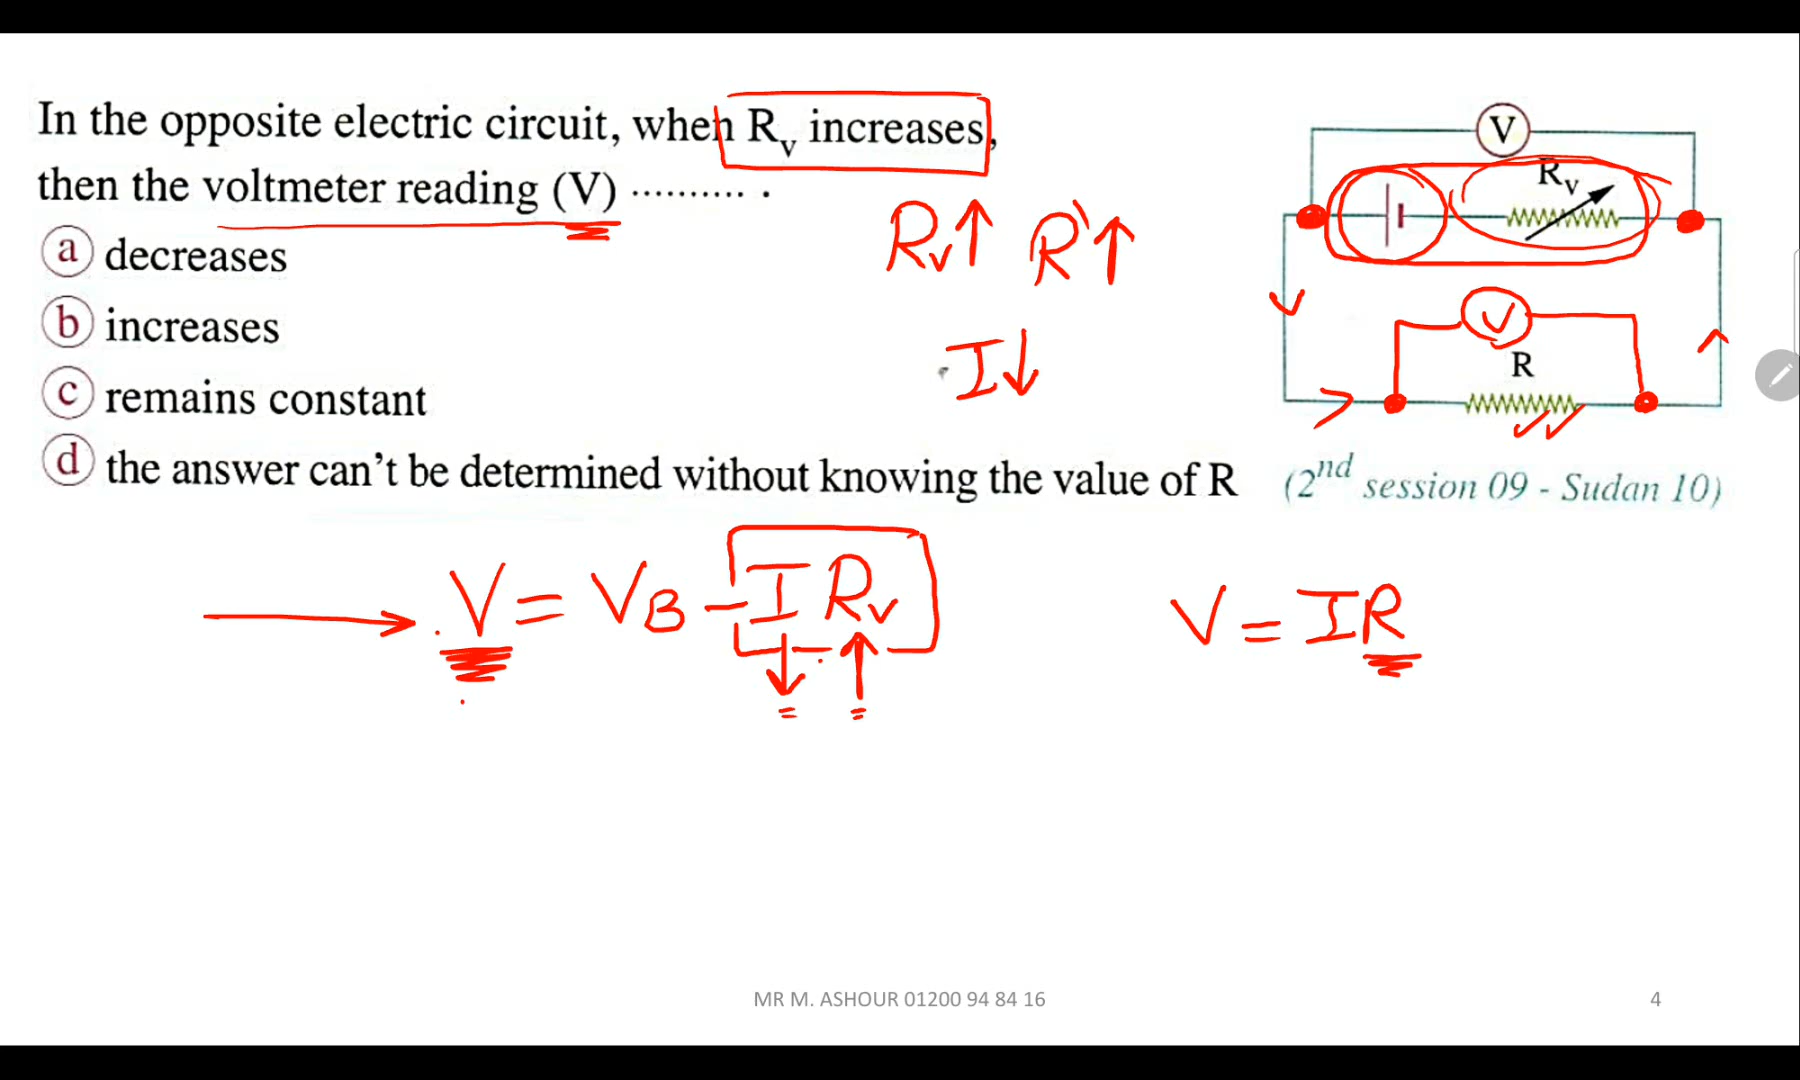 In the opposite electric circuit, when Rv increases,
then the voltmeter reading (V) .......... .
a decreases
b increases
c remains constant
d the answer can't be determined without knowing the value of R
(2nd session 09 - Sudan 10)
V
Rv
V
R
Rv↑ R'↑
I↓
V = VB - I Rv
↓ ↑
V = IR
MR M. ASHOUR 01200 94 84 16
4